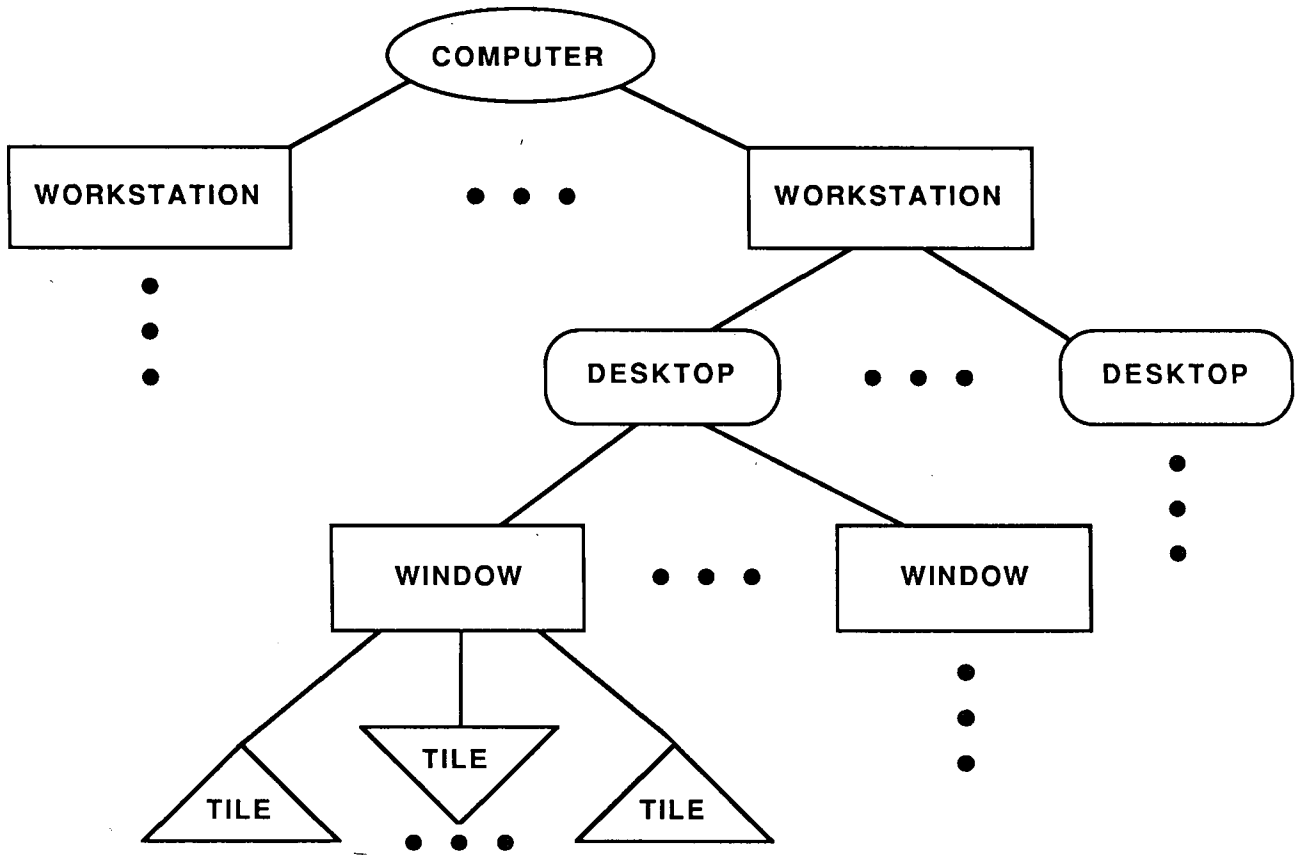 COMPUTER
WORKSTATION
WORKSTATION
DESKTOP
DESKTOP
WINDOW
WINDOW
TILE
TILE
TILE